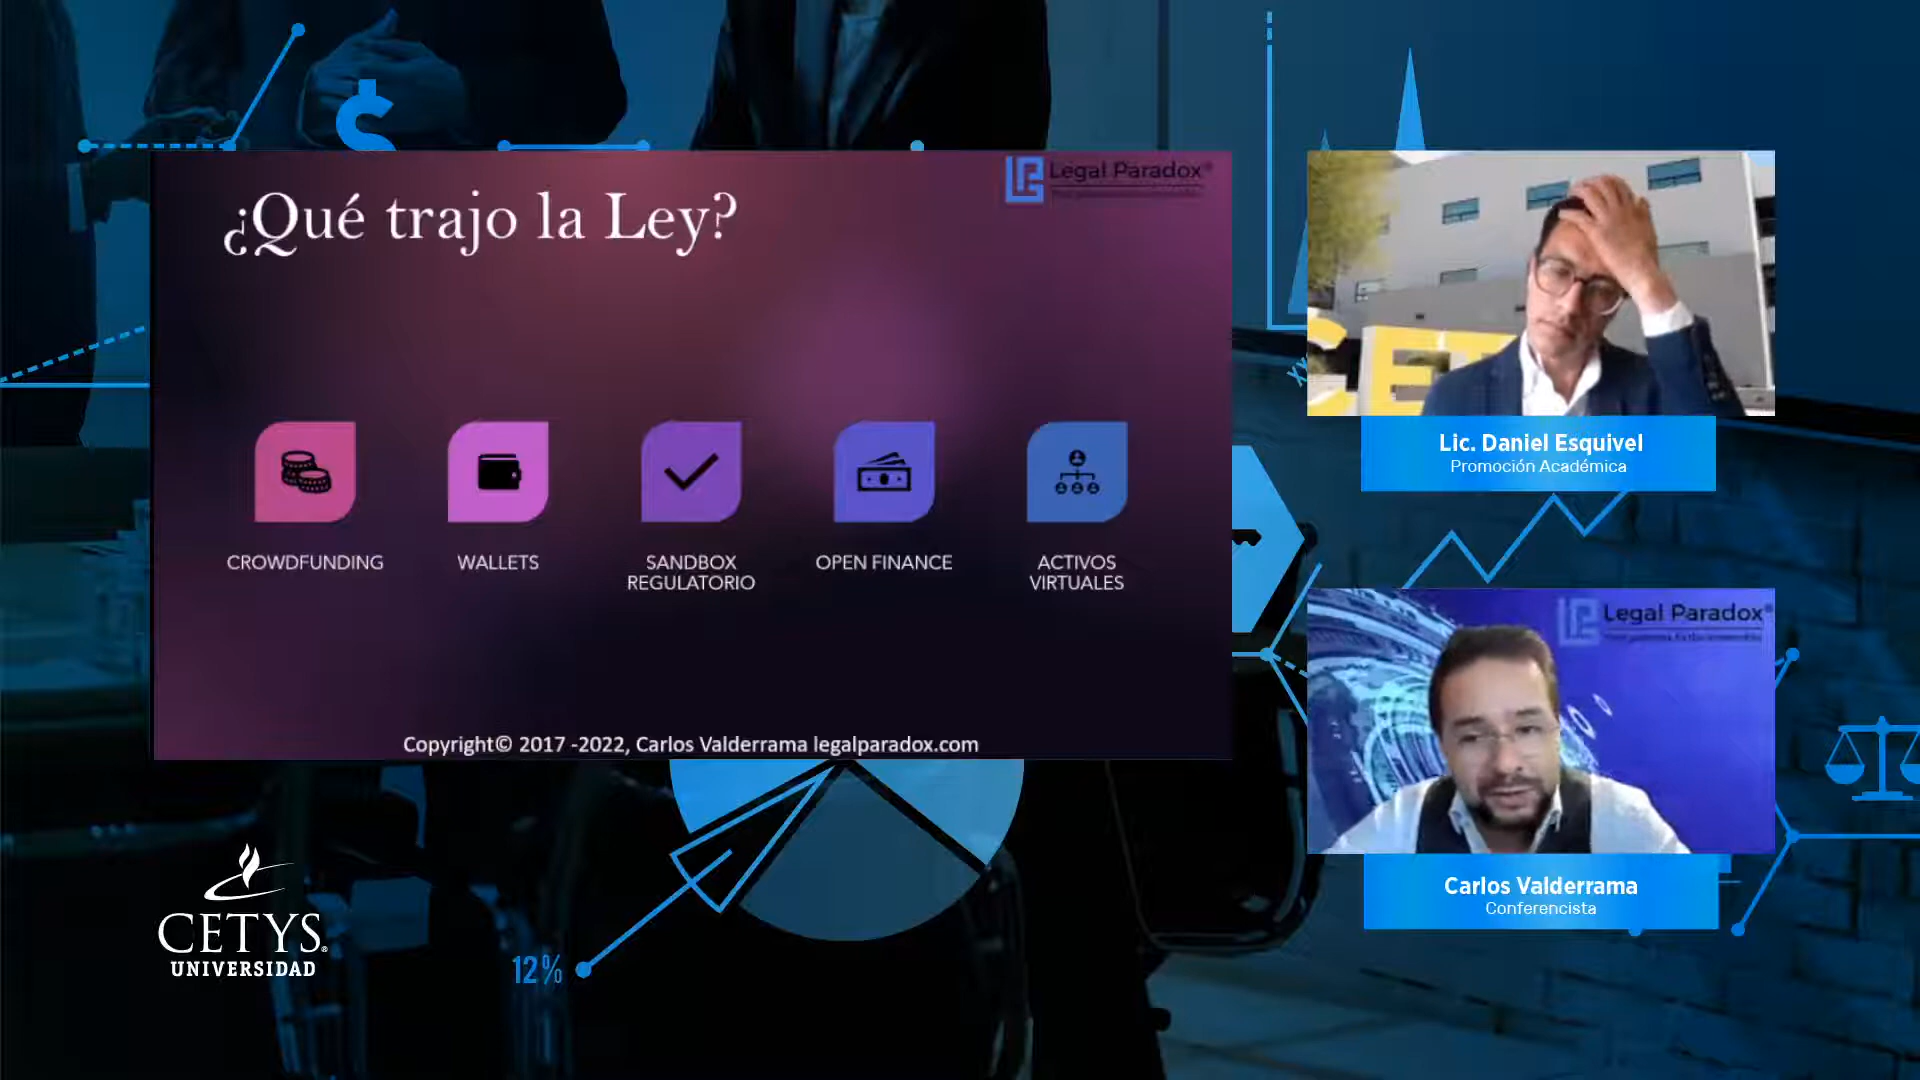 ¿Qué trajo la Ley?
Legal Paradox®
CROWDFUNDING
WALLETS
SANDBOX
REGULATORIO
OPEN FINANCE
ACTIVOS
VIRTUALES
Copyright© 2017 -2022, Carlos Valderrama legalparadox.com
CET
Lic. Daniel Esquivel
Promoción Académica
Legal Paradox®
Carlos Valderrama
Conferencista
CETYS®
UNIVERSIDAD
12%